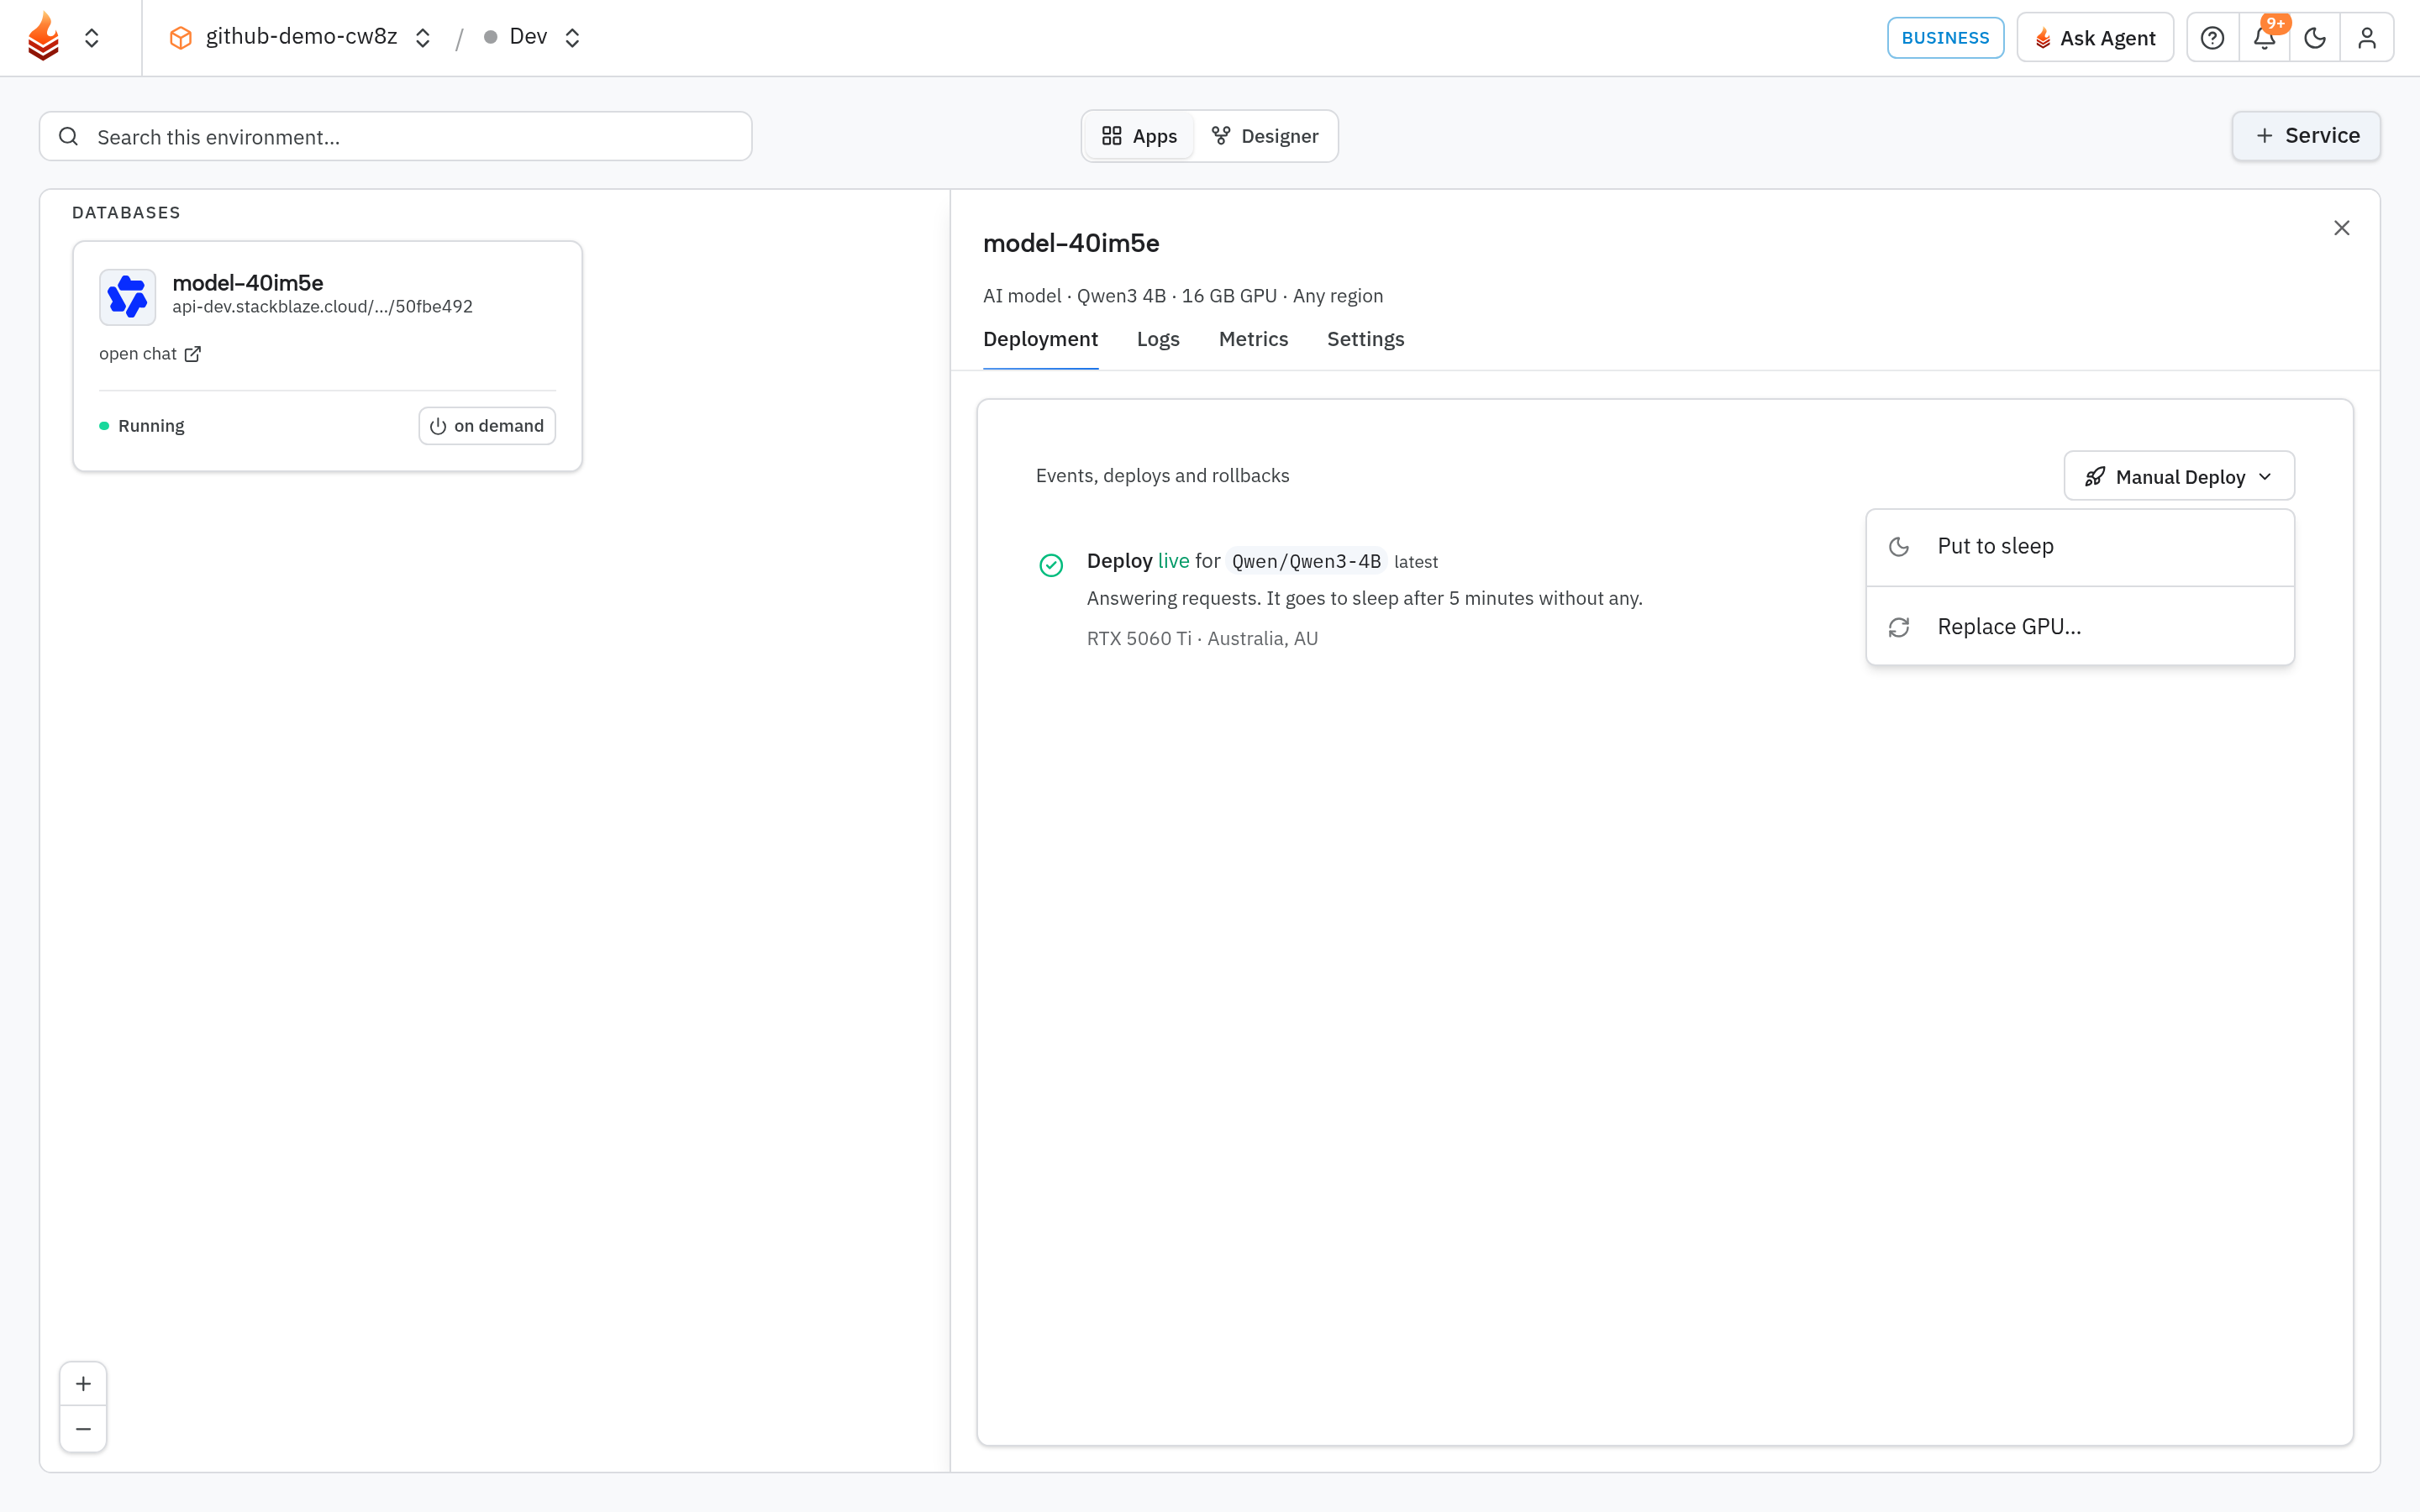 github-demo-cw8z / Dev
BUSINESS
Ask Agent
9+
Search this environment...
Apps
Designer
+ Service
DATABASES
model-40im5e
api-dev.stackblaze.cloud/.../50fbe492
open chat
Running
on demand
model-40im5e
AI model · Qwen3 4B · 16 GB GPU · Any region
Deployment
Logs
Metrics
Settings
Events, deploys and rollbacks
Manual Deploy
Put to sleep
Replace GPU...
Deploy live for Qwen/Qwen3-4B latest
Answering requests. It goes to sleep after 5 minutes without any.
RTX 5060 Ti · Australia, AU